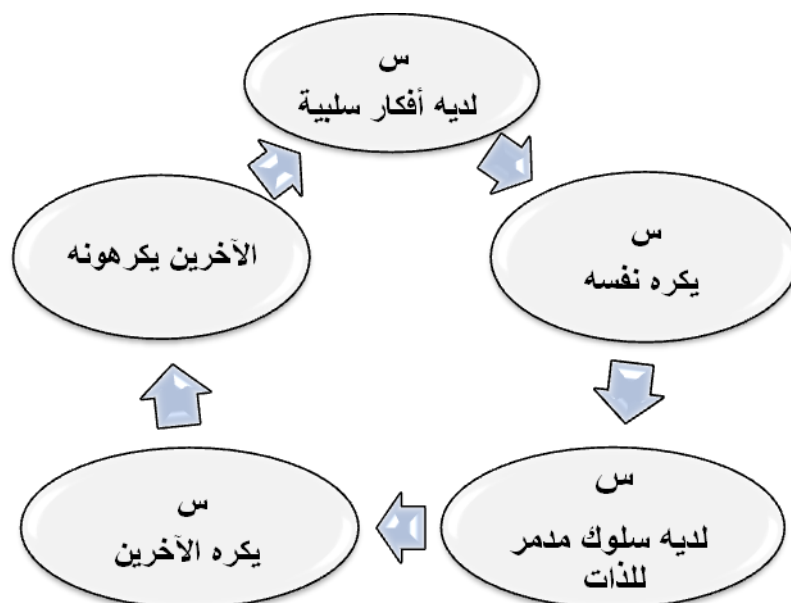 س
لديه أفكار سلبية
س
يكره نفسه
س
لديه سلوك مدمر
للذات
س
يكره الآخرين
الآخرين يكرهونه